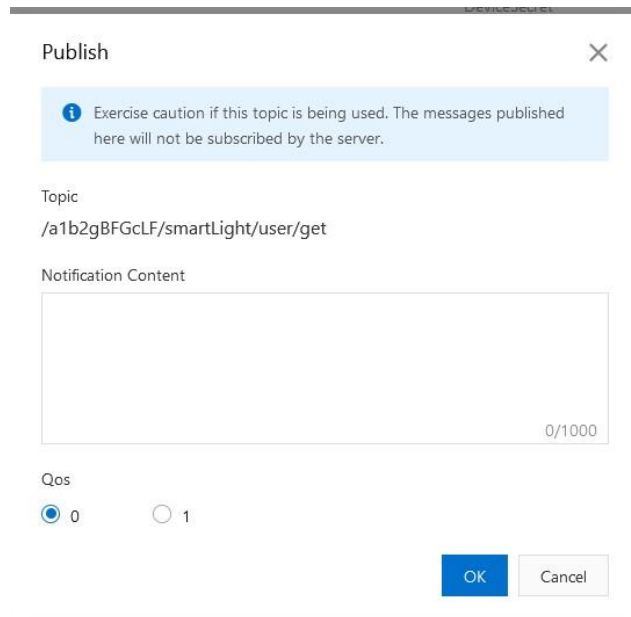 DeviceSecret
Publish
Exercise caution if this topic is being used. The messages published
here will not be subscribed by the server.
Topic
/a1b2gBFGcLF/smartLight/user/get
Notification Content
0/1000
Qos
0 1
OK Cancel